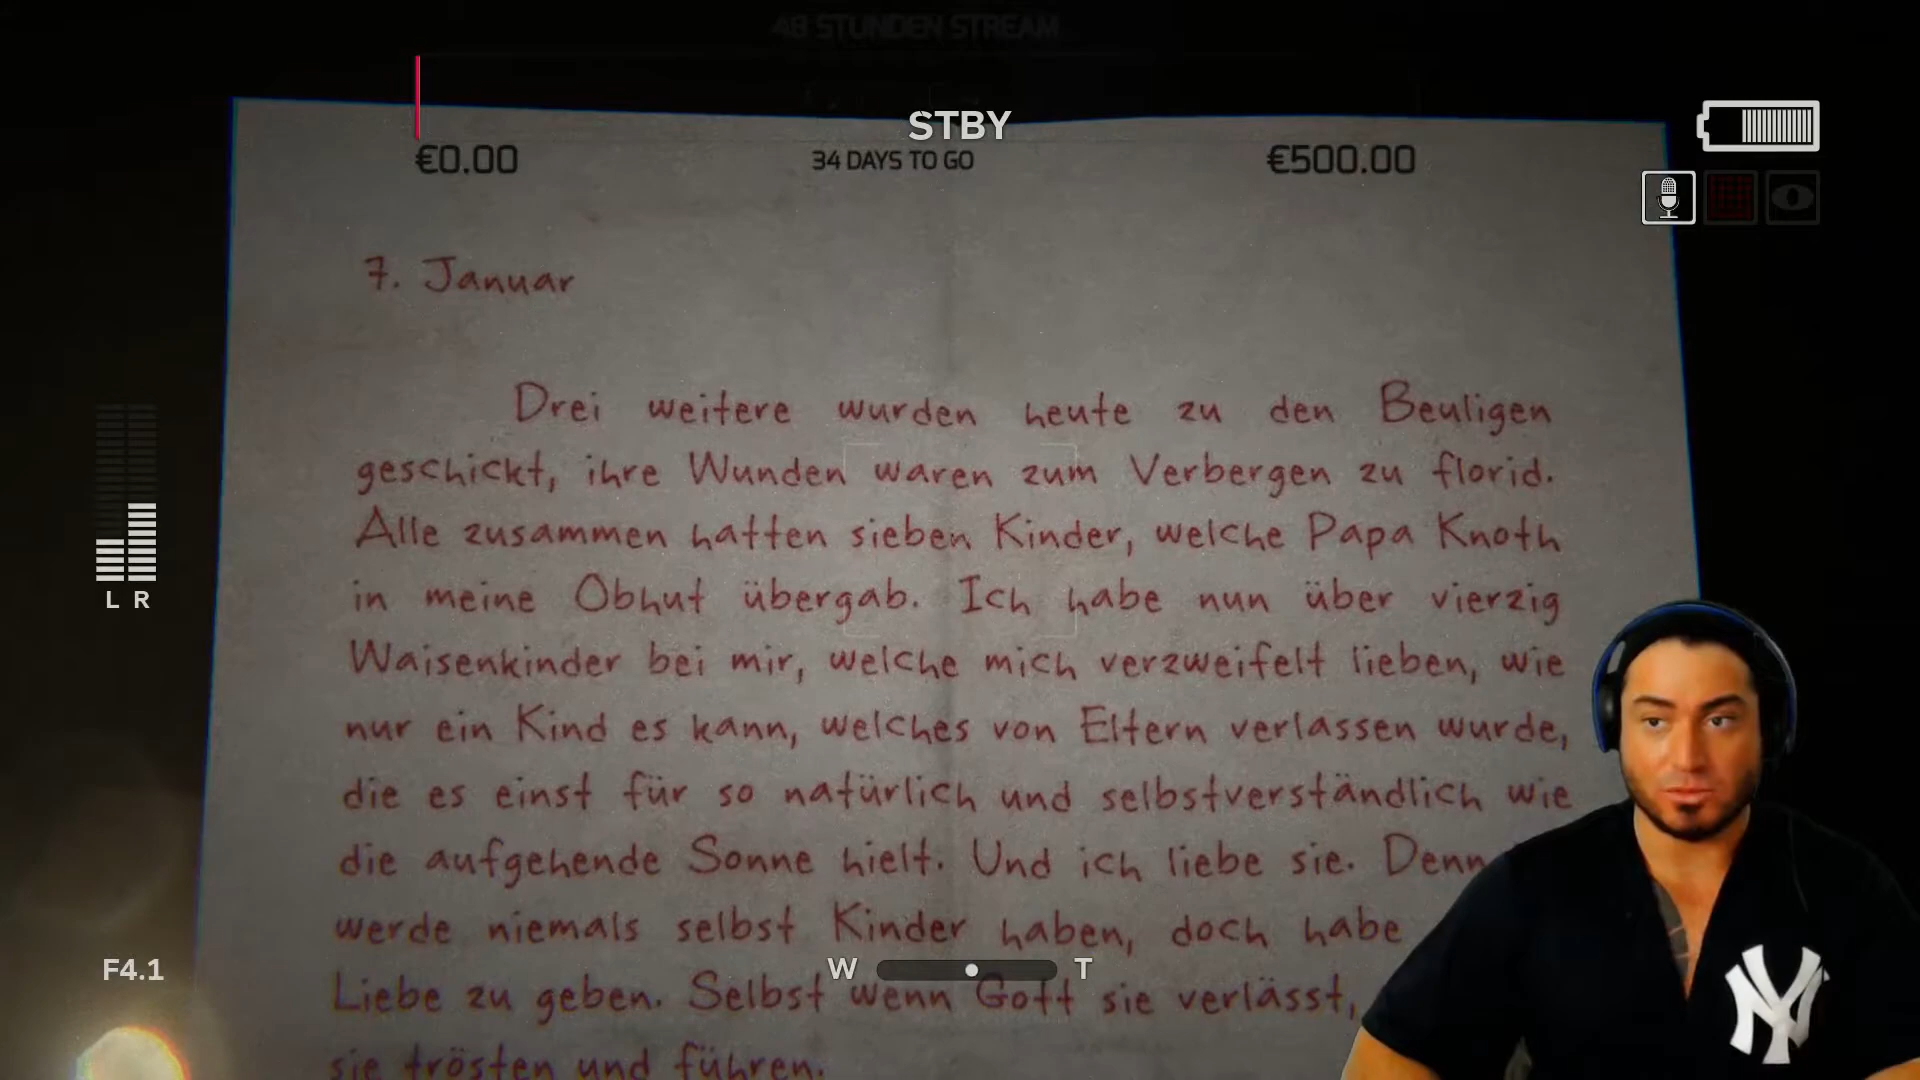 48 STUNDEN STREAM
STBY
€0.00 34 DAYS TO GO €500.00
7. Januar
Drei weitere wurden heute zu den Beuligen
geschickt, ihre Wunden waren zum Verbergen zu florid.
Alle zusammen hatten sieben Kinder, welche Papa Knoth
in meine Obhut übergab. Ich habe nun über vierzig
Waisenkinder bei mir, welche mich verzweifelt lieben, wie
nur ein Kind es kann, welches von Eltern verlassen wurde,
die es einst für so natürlich und selbstverständlich wie
die aufgehende Sonne hielt. Und ich liebe sie. Denn
werde niemals selbst Kinder haben, doch habe
Liebe zu geben. Selbst wenn Gott sie verlässt,
sie trösten und führen.
L R
F4.1
W T
NY